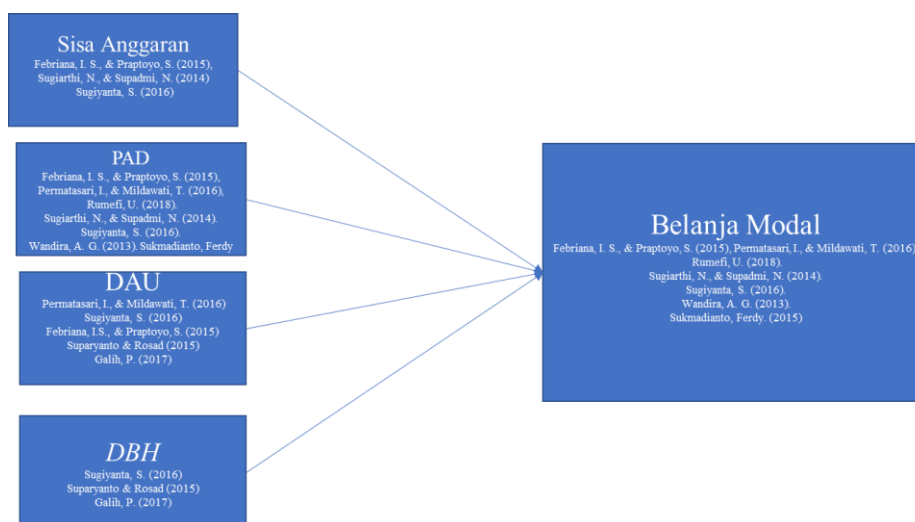 Sisa Anggaran
Febriana, I. S., & Praptoyo, S. (2015),
Sugiarthi, N., & Supadmi, N. (2014)
Sugiyanta, S. (2016)
PAD
Febriana, I. S., & Praptoyo, S. (2015),
Permatasari, I., & Mildawati, T. (2016),
Rumefi, U. (2018).
Sugiarthi, N., & Supadmi, N. (2014).
Sugiyanta, S. (2016).
Wandira, A. G. (2013). Sukmadianto, Ferdy
DAU
Permatasari, I., & Mildawati, T. (2016)
Sugiyanta, S. (2016)
Febriana, I.S., & Praptoyo, S. (2015)
Suparyanto & Rosad (2015)
Galih, P. (2017)
DBH
Sugiyanta, S. (2016)
Suparyanto & Rosad (2015)
Galih, P. (2017)
Belanja Modal
Febriana, I. S., & Praptoyo, S. (2015), Permatasari, I., & Mildawati, T. (2016)
Rumefi, U. (2018).
Sugiarthi, N., & Supadmi, N. (2014).
Sugiyanta, S. (2016).
Wandira, A. G. (2013).
Sukmadianto, Ferdy. (2015)